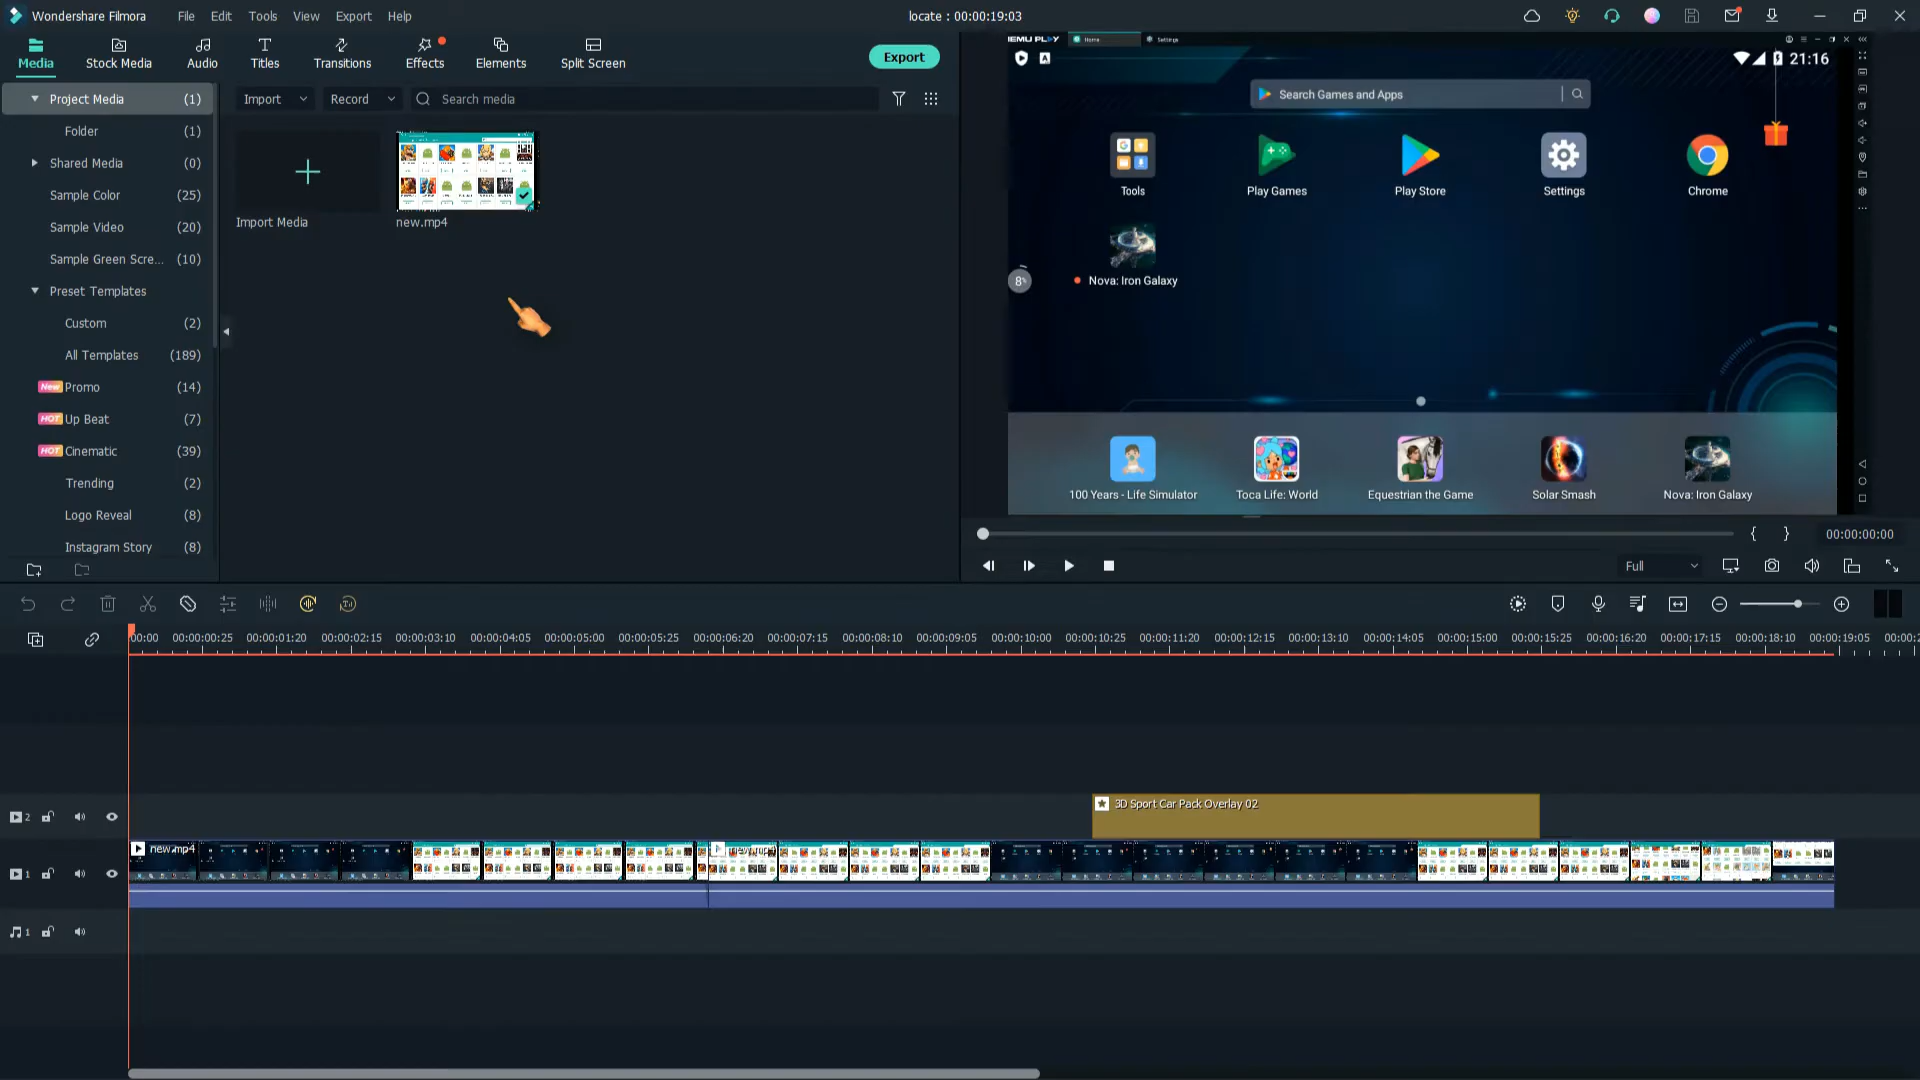 Wondershare Filmora
File Edit Tools View Export Help
locate : 00:00:19:03
Media
Stock Media
Audio
Titles
Transitions
Effects
Elements
Split Screen
Export
Project Media (1)
Folder (1)
Shared Media (0)
Sample Color (25)
Sample Video (20)
Sample Green Scre... (10)
Preset Templates
Custom (2)
All Templates (189)
New Promo (14)
HOT Up Beat (7)
HOT Cinematic (39)
Trending (2)
Logo Reveal (8)
Instagram Story (8)
Import
Record
Search media
Import Media
new.mp4
Home
Settings
21:16
Search Games and Apps
Tools
Play Games
Play Store
Settings
Chrome
Nova: Iron Galaxy
100 Years - Life Simulator
Toca Life: World
Equestrian the Game
Solar Smash
Nova: Iron Galaxy
{ } 00:00:00:00
Full
00:00 00:00:00:25 00:00:01:20 00:00:02:15 00:00:03:10 00:00:04:05 00:00:05:00 00:00:05:25 00:00:06:20 00:00:07:15 00:00:08:10 00:00:09:05 00:00:10:00 00:00:10:25 00:00:11:20 00:00:12:15 00:00:13:10 00:00:14:05 00:00:15:00 00:00:15:25 00:00:16:20 00:00:17:15 00:00:18:10 00:00:19:05
2
3D Sport Car Pack Overlay 02
1
new.mp4
new.mp4
1